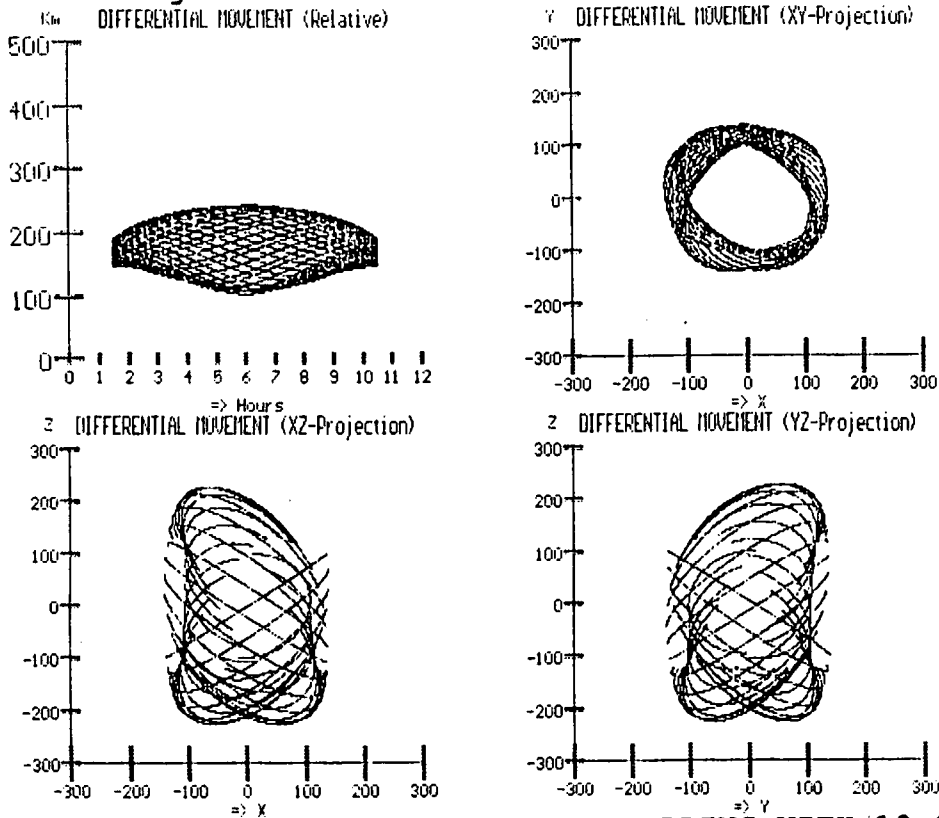 Km DIFFERENTIAL MOVEMENT (Relative)
500
400
300
200
100
0
0 1 2 3 4 5 6 7 8 9 10 11 12
=> Hours
Y DIFFERENTIAL MOVEMENT (XY-Projection)
300
200
100
0
-100
-200
-300
-300 -200 -100 0 100 200 300
=> X
Z DIFFERENTIAL MOVEMENT (XZ-Projection)
300
200
100
0
-100
-200
-300
-300 -200 -100 0 100 200 300
=> X
Z DIFFERENTIAL MOVEMENT (YZ-Projection)
300
200
100
0
-100
-200
-300
-300 -200 -100 0 100 200 300
=> Y